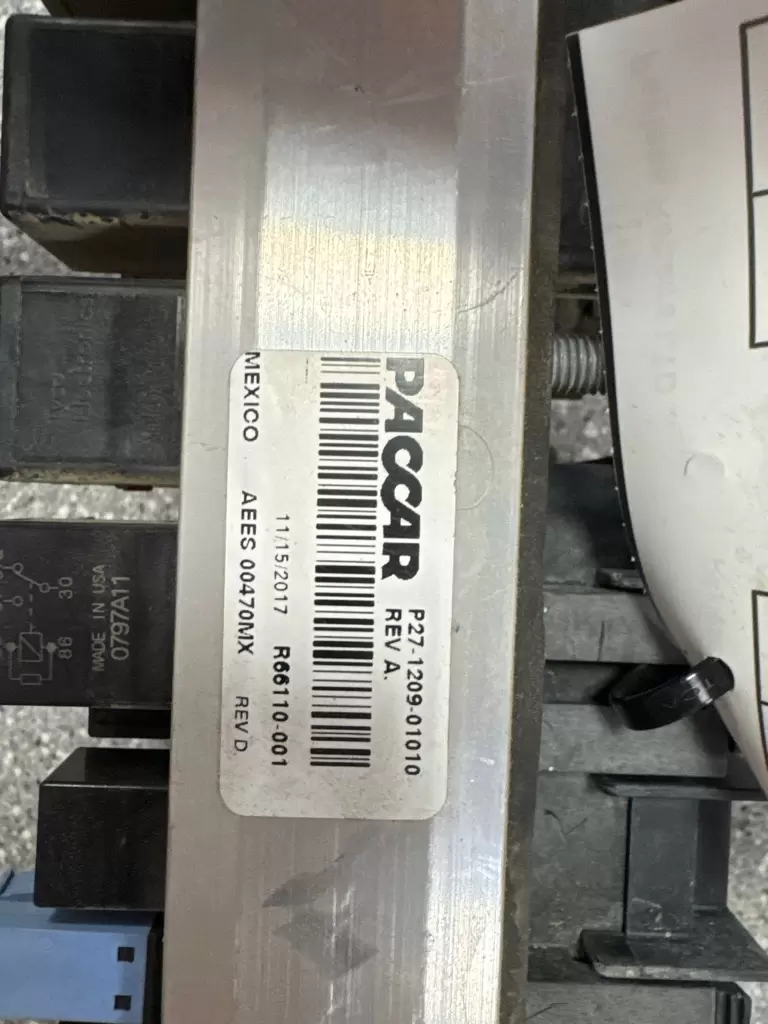 PACCAR
P27-1209-01010
REV A.
11/15/2017 R66110-001
MEXICO AEES 00470MX REV D.
30
86
MADE IN USA
0797A11